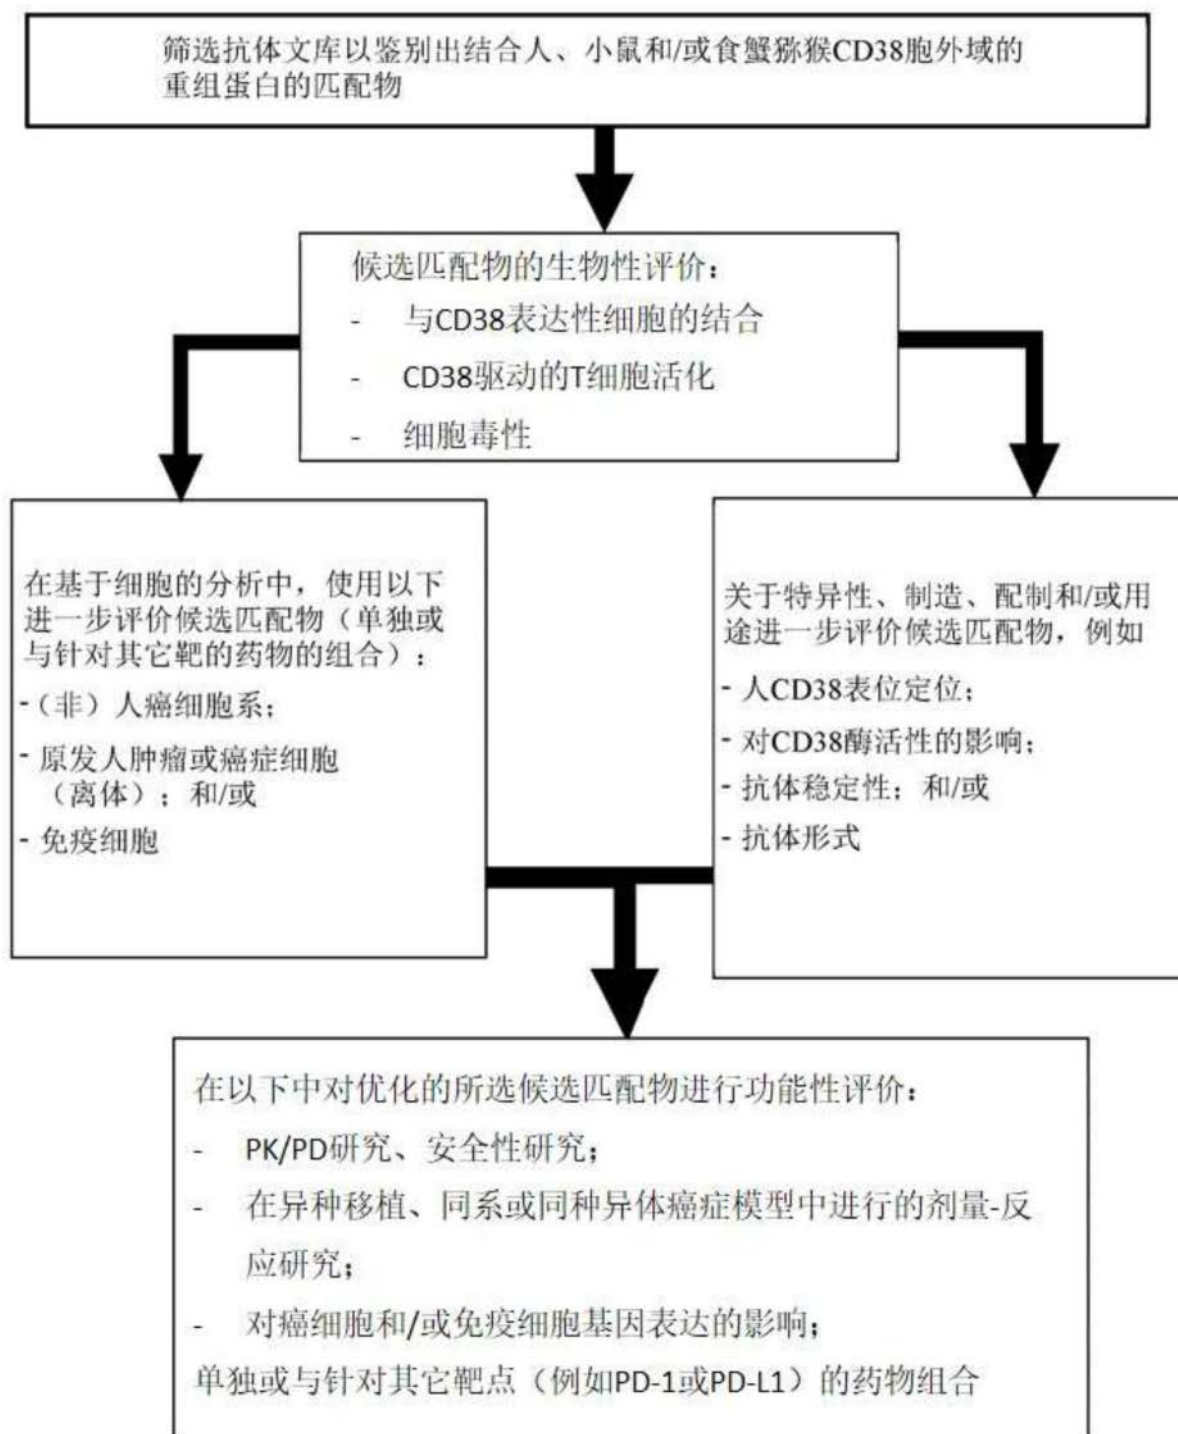 筛选抗体文库以鉴别出结合人、小鼠和/或食蟹猕猴CD38胞外域的
重组蛋白的匹配物
候选匹配物的生物性评价：
- 与CD38表达性细胞的结合
- CD38驱动的T细胞活化
- 细胞毒性
在基于细胞的分析中，使用以下
进一步评价候选匹配物（单独或
与针对其它靶的药物的组合）：
-（非）人癌细胞系；
- 原发人肿瘤或癌症细胞
（离体）；和/或
- 免疫细胞
关于特异性、制造、配制和/或用
途进一步评价候选匹配物，例如
- 人CD38表位定位；
- 对CD38酶活性的影响；
- 抗体稳定性；和/或
- 抗体形式
在以下中对优化的所选候选匹配物进行功能性评价：
- PK/PD研究、安全性研究；
- 在异种移植、同系或同种异体癌症模型中进行的剂量-反
应研究；
- 对癌细胞和/或免疫细胞基因表达的影响；
单独或与针对其它靶点（例如PD-1或PD-L1）的药物组合